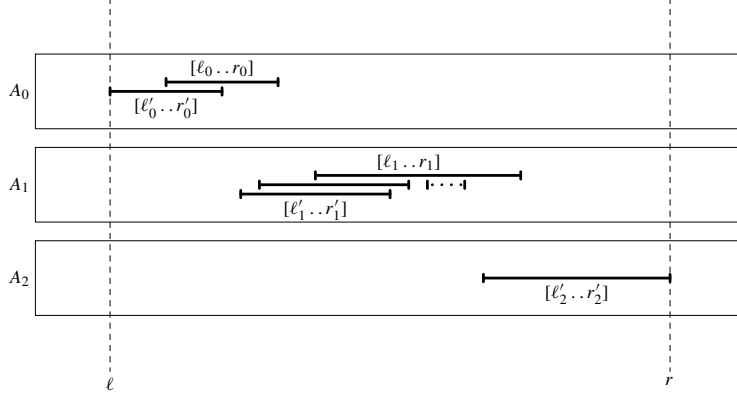 [ℓ₀ . . r₀]
A₀
[ℓ′₀ . . r′₀]
[ℓ₁ . . r₁]
A₁
[ℓ′₁ . . r′₁]
A₂
[ℓ′₂ . . r′₂]
ℓ r